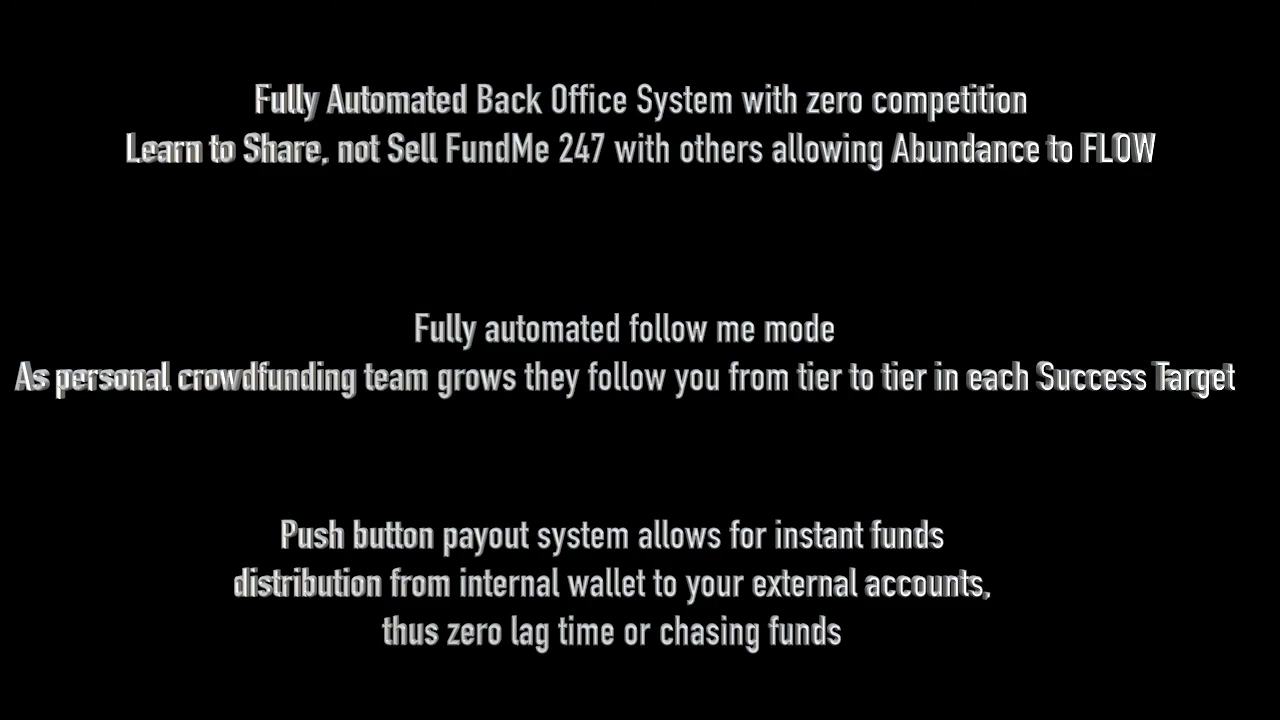 Fully Automated Back Office System with zero competition
Learn to Share, not Sell FundMe 247 with others allowing Abundance to FLOW
Fully automated follow me mode
As personal crowdfunding team grows they follow you from tier to tier in each Success Target
Push button payout system allows for instant funds
distribution from internal wallet to your external accounts,
thus zero lag time or chasing funds